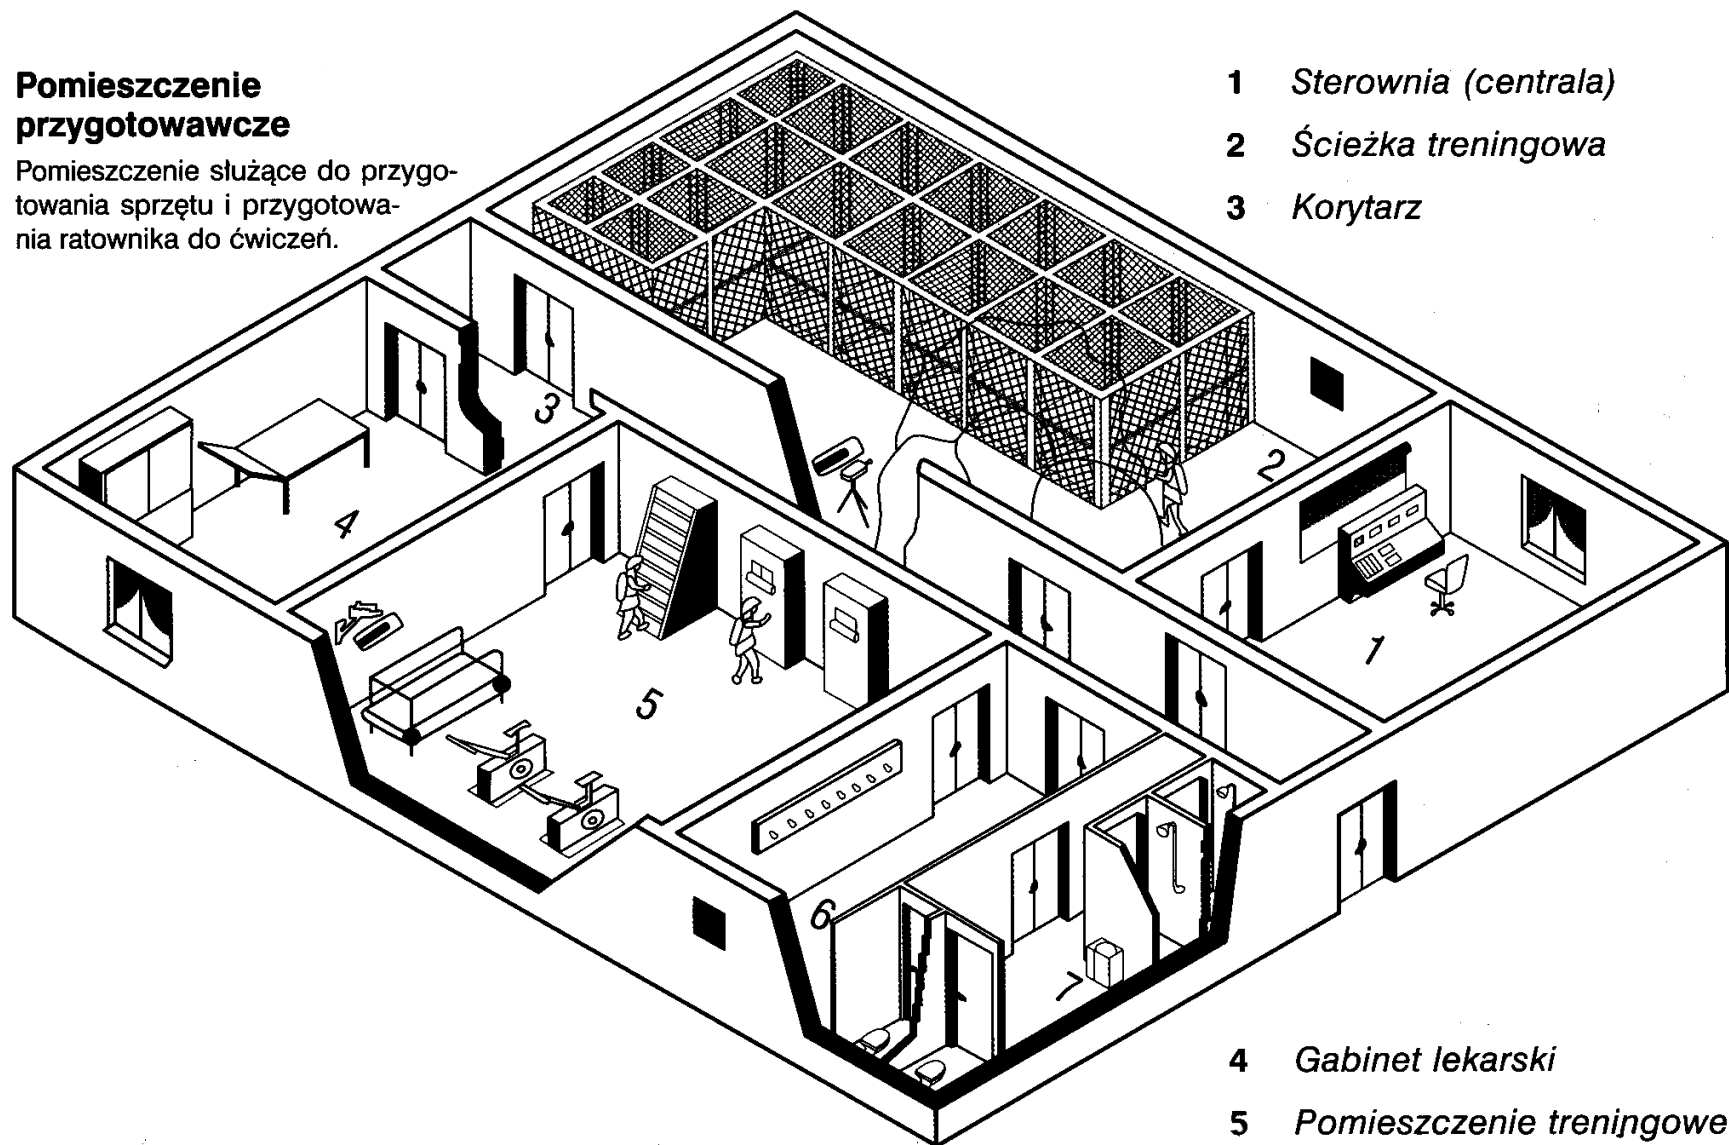 Pomieszczenie
przygotowawcze
Pomieszczenie służące do przygo-
towania sprzętu i przygotowa-
nia ratownika do ćwiczeń.
1 Sterownia (centrala)
2 Ścieżka treningowa
3 Korytarz
3
2
4
1
5
6
7
4 Gabinet lekarski
5 Pomieszczenie treningowe